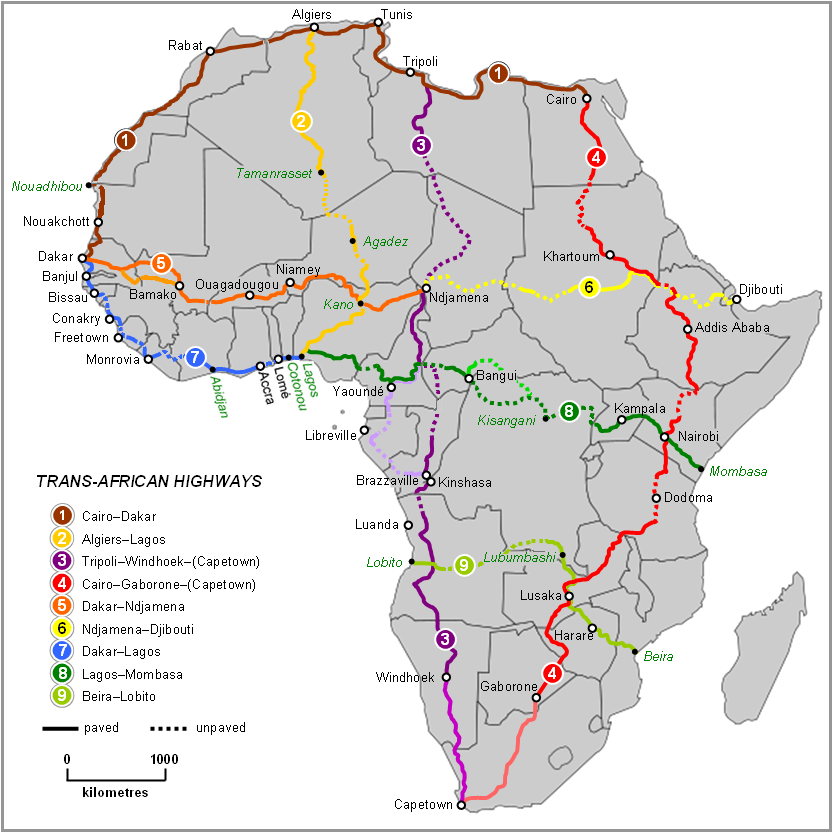 Algiers
Tunis
Rabat
Tripoli
1
Cairo
2
1
3
4
Tamanrasset
Nouadhibou
Nouakchott
Agadez
Dakar
5
Khartoum
Banjul
Niamey
Ouagadougou
Bissau
Bamako
Kano
Ndjamena
6
Djibouti
Conakry
Addis Ababa
Freetown
Monrovia
7
Abidjan
Accra
Lomé
Cotonou
Lagos
Yaoundé
Bangui
Kisangani
8
Kampala
Libreville
Nairobi
Mombasa
Brazzaville
Kinshasa
Dodoma
TRANS-AFRICAN HIGHWAYS
1 Cairo–Dakar
2 Algiers–Lagos
3 Tripoli–Windhoek–(Capetown)
4 Cairo–Gaborone–(Capetown)
5 Dakar–Ndjamena
6 Ndjamena–Djibouti
7 Dakar–Lagos
8 Lagos–Mombasa
9 Beira–Lobito
paved unpaved
0 1000
kilometres
Luanda
Lobito
9
Lubumbashi
Lusaka
Harare
Beira
3
Windhoek
4
Gaborone
Capetown